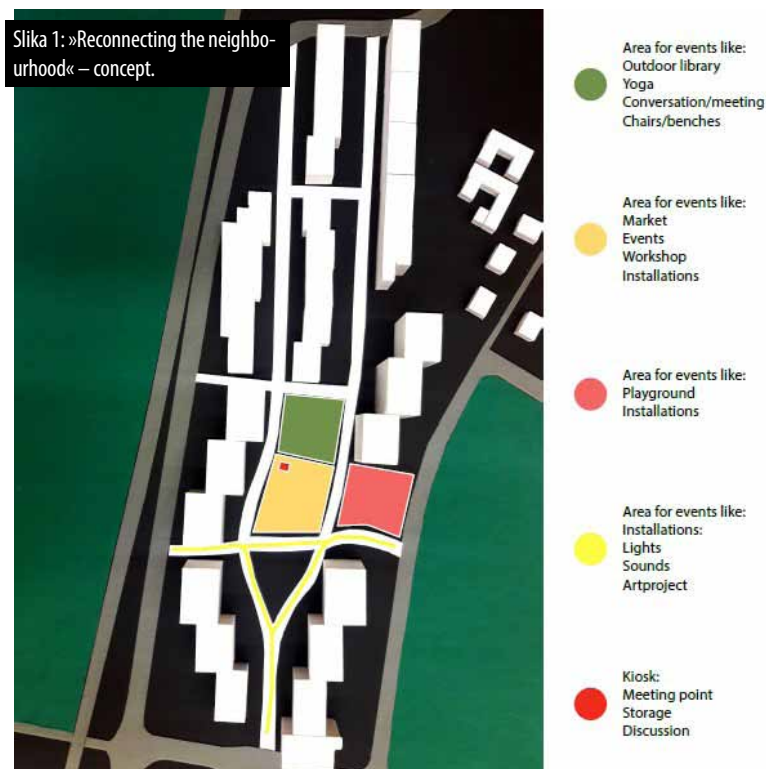 Slika 1: »Reconnecting the neighbo-
urhood« – concept.
Area for events like:
Outdoor library
Yoga
Conversation/meeting
Chairs/benches
Area for events like:
Market
Events
Workshop
Installations
Area for events like:
Playground
Installations
Area for events like:
Installations:
Lights
Sounds
Artproject
Kiosk:
Meeting point
Storage
Discussion